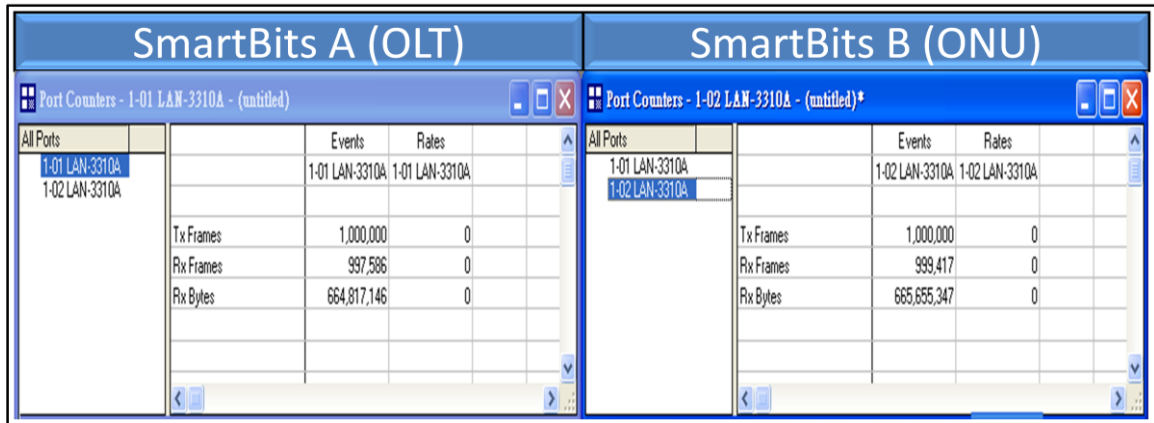 SmartBits A (OLT)
Port Counters - 1-01 LAN-3310A - (untitled)
All Ports
1-01 LAN-3310A
1-02 LAN-3310A
Events Rates
1-01 LAN-3310A 1-01 LAN-3310A
Tx Frames 1,000,000 0
Rx Frames 997,586 0
Rx Bytes 664,817,146 0
SmartBits B (ONU)
Port Counters - 1-02 LAN-3310A - (untitled)*
All Ports
1-01 LAN-3310A
1-02 LAN-3310A
Events Rates
1-02 LAN-3310A 1-02 LAN-3310A
Tx Frames 1,000,000 0
Rx Frames 999,417 0
Rx Bytes 665,655,347 0